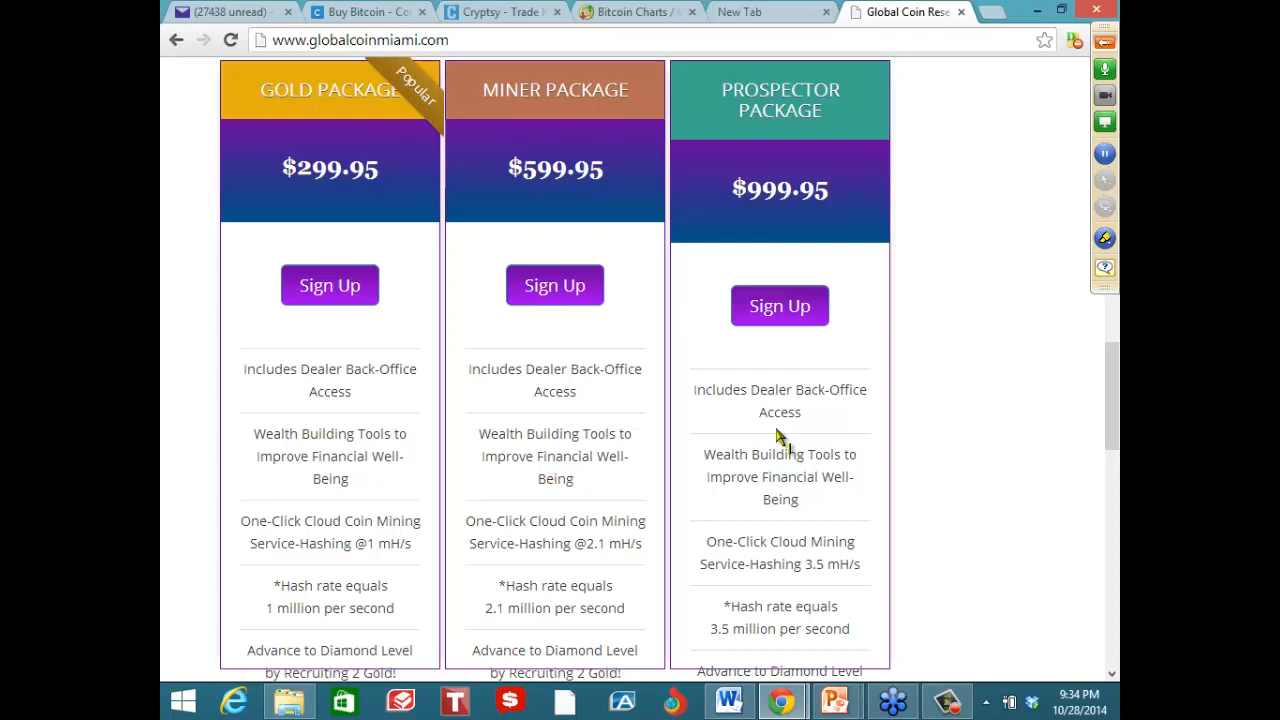 (27438 unread) -
Buy Bitcoin - Co
Cryptsy - Trade
Bitcoin Charts /
New Tab
Global Coin Rese
www.globalcoinmiami.com
GOLD PACKAGE
Popular
$299.95
Sign Up
Includes Dealer Back-Office
Access
Wealth Building Tools to
Improve Financial Well-
Being
One-Click Cloud Coin Mining
Service-Hashing @1 mH/s
*Hash rate equals
1 million per second
Advance to Diamond Level
by Recruiting 2 Gold!
MINER PACKAGE
$599.95
Sign Up
Includes Dealer Back-Office
Access
Wealth Building Tools to
Improve Financial Well-
Being
One-Click Cloud Coin Mining
Service-Hashing @2.1 mH/s
*Hash rate equals
2.1 million per second
Advance to Diamond Level
by Recruiting 2 Gold!
PROSPECTOR
PACKAGE
$999.95
Sign Up
Includes Dealer Back-Office
Access
Wealth Building Tools to
Improve Financial Well-
Being
One-Click Cloud Mining
Service-Hashing 3.5 mH/s
*Hash rate equals
3.5 million per second
Advance to Diamond Level
9:34 PM
10/28/2014